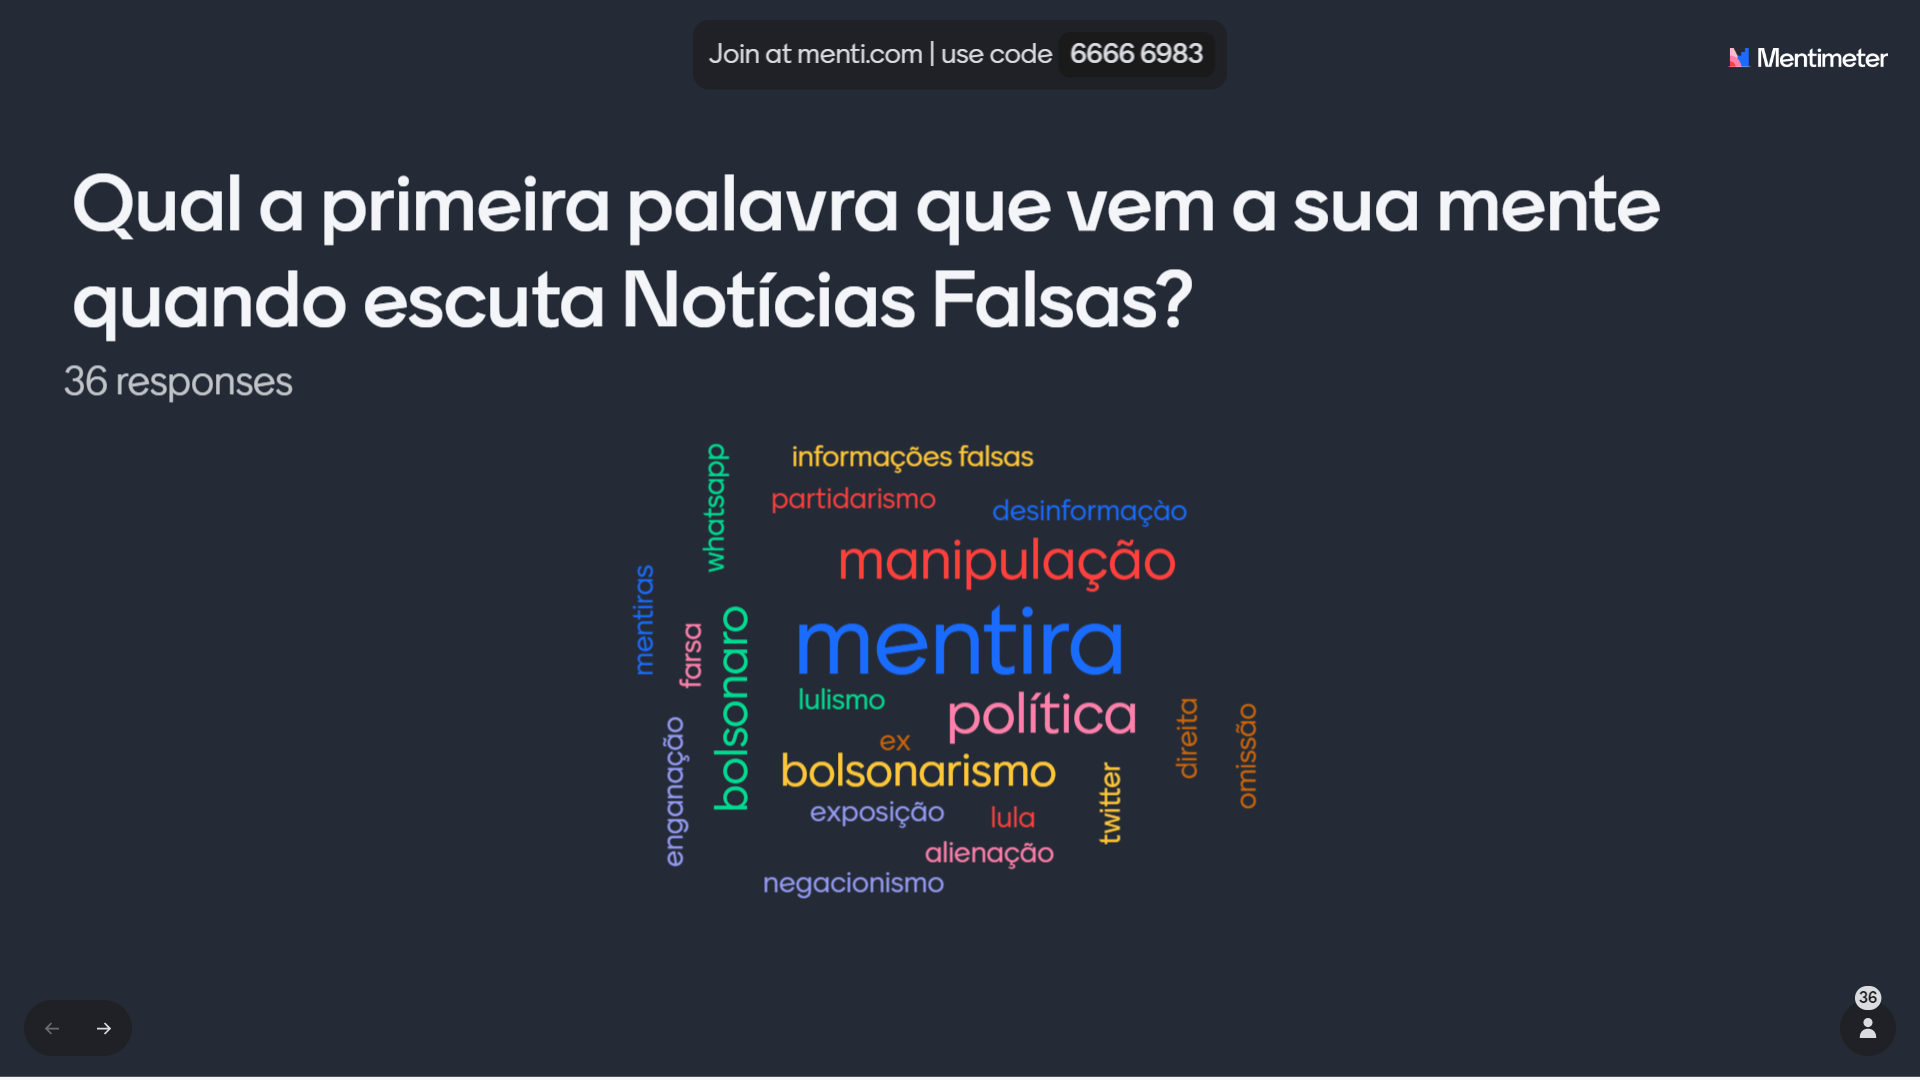 Join at menti.com | use code 6666 6983
Mentimeter
Qual a primeira palavra que vem a sua mente
quando escuta Notícias Falsas?
36 responses
whatsapp
informações falsas
partidarismo
desinformaçào
manipulação
mentiras
farsa
bolsonaro
mentira
lulismo
política
direita
omissão
enganação
ex
bolsonarismo
twitter
exposição
lula
alienação
negacionismo
36